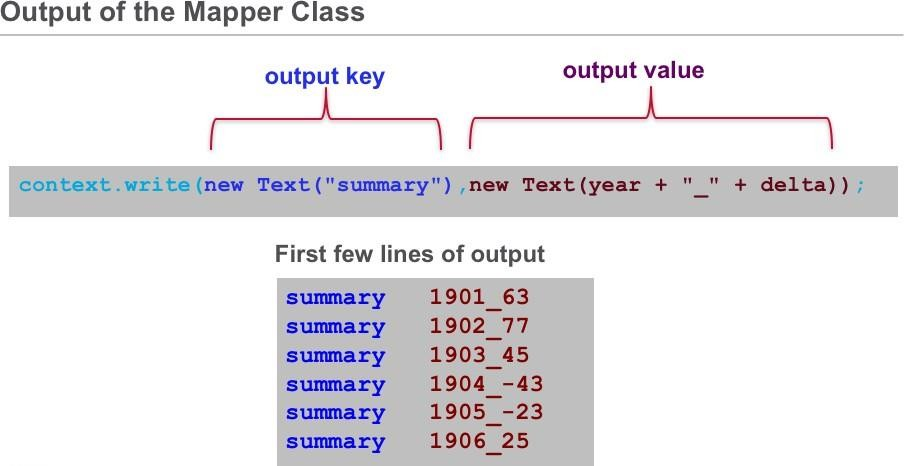 Output of the Mapper Class
output key
output value
context.write(new Text("summary"),new Text(year + "_" + delta));
First few lines of output
summary 1901_63
summary 1902_77
summary 1903_45
summary 1904_-43
summary 1905_-23
summary 1906_25